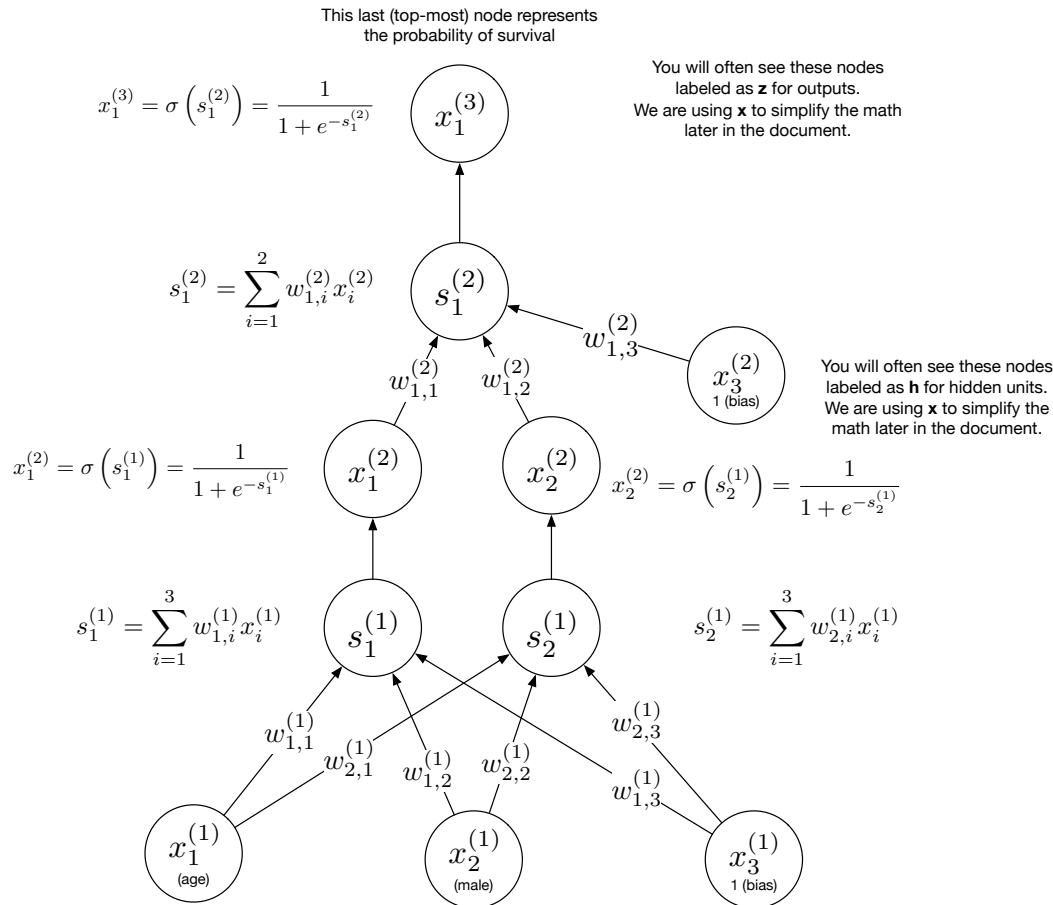 This last (top-most) node represents
the probability of survival
You will often see these nodes
labeled as z for outputs.
We are using x to simplify the math
later in the document.
x_1^{(3)} = σ(s_1^{(2)}) = \frac{1}{1 + e^{-s_1^{(2)}}}
x_1^{(3)}
s_1^{(2)} = \sum_{i=1}^{2} w_{1,i}^{(2)} x_i^{(2)}
s_1^{(2)}
w_{1,3}^{(2)}
x_3^{(2)}
1 (bias)
You will often see these nodes
labeled as h for hidden units.
We are using x to simplify the
math later in the document.
w_{1,1}^{(2)}
w_{1,2}^{(2)}
x_1^{(2)} = σ(s_1^{(1)}) = \frac{1}{1 + e^{-s_1^{(1)}}}
x_1^{(2)}
x_2^{(2)}
x_2^{(2)} = σ(s_2^{(1)}) = \frac{1}{1 + e^{-s_2^{(1)}}}
s_1^{(1)} = \sum_{i=1}^{3} w_{1,i}^{(1)} x_i^{(1)}
s_1^{(1)}
s_2^{(1)}
s_2^{(1)} = \sum_{i=1}^{3} w_{2,i}^{(1)} x_i^{(1)}
w_{1,1}^{(1)}
w_{2,1}^{(1)}
w_{1,2}^{(1)}
w_{2,2}^{(1)}
w_{2,3}^{(1)}
w_{1,3}^{(1)}
x_1^{(1)}
(age)
x_2^{(1)}
(male)
x_3^{(1)}
1 (bias)